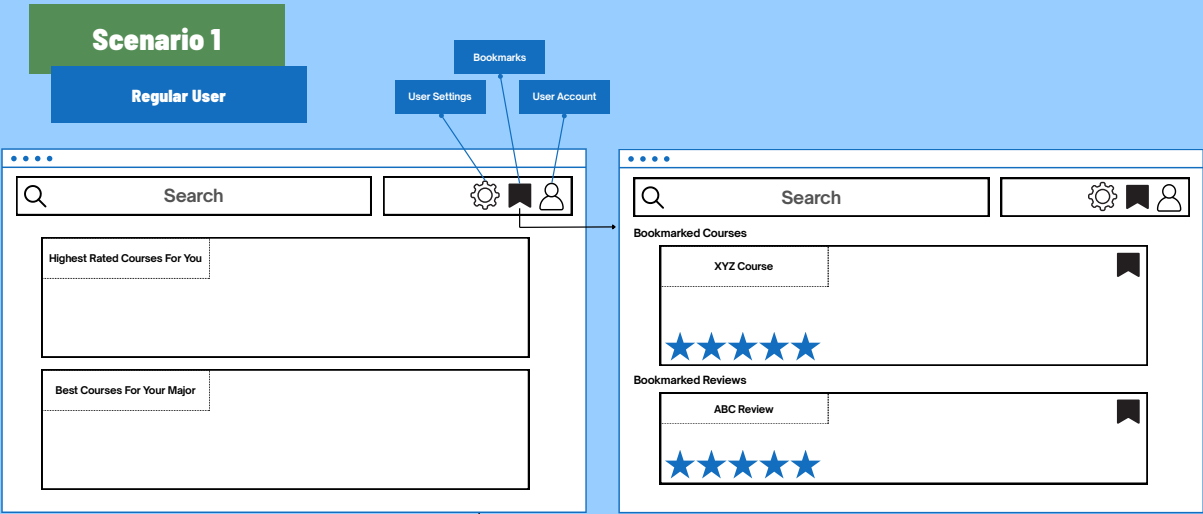 Scenario 1
Regular User
Bookmarks
User Settings
User Account
Search
Highest Rated Courses For You
Best Courses For Your Major
Search
Bookmarked Courses
XYZ Course
Bookmarked Reviews
ABC Review